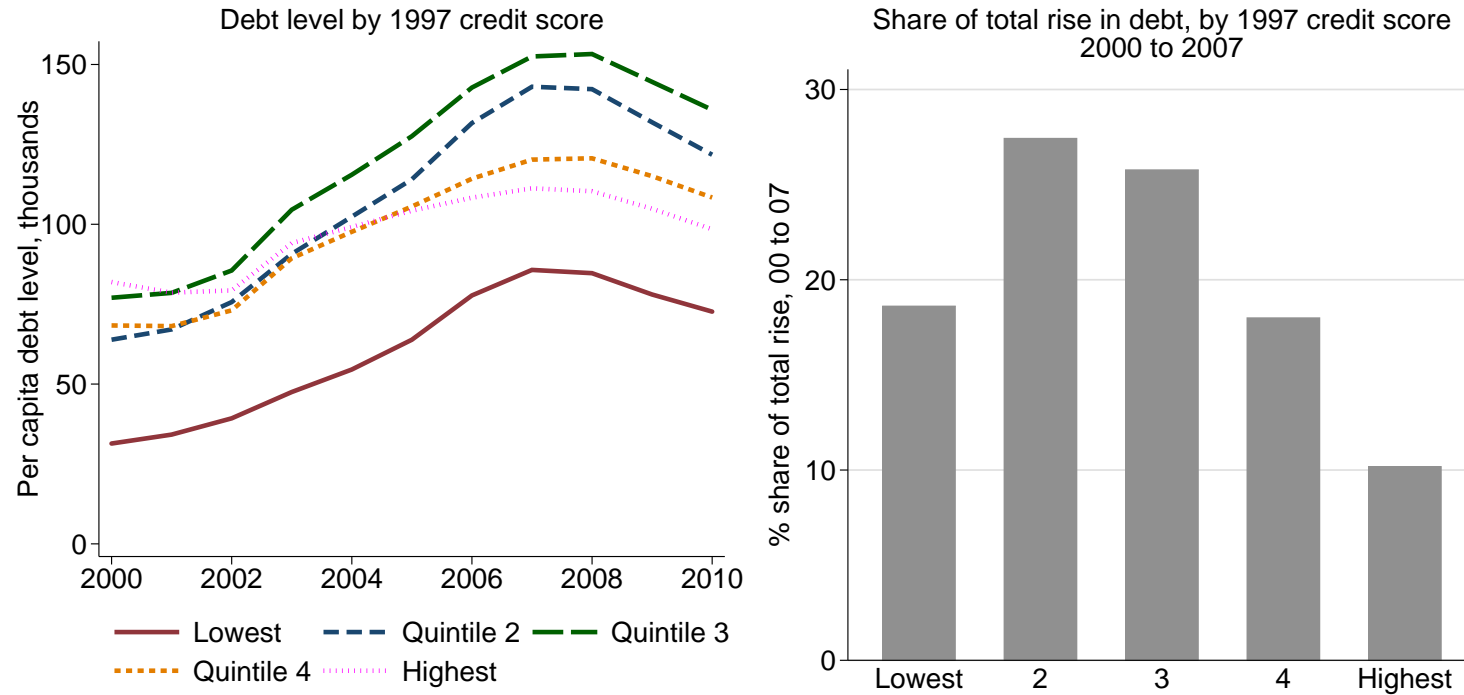 Debt level by 1997 credit score
Per capita debt level, thousands
150
100
50
0
2000 2002 2004 2006 2008 2010
Lowest Quintile 2 Quintile 3
Quintile 4 Highest
Share of total rise in debt, by 1997 credit score
2000 to 2007
% share of total rise, 00 to 07
30
20
10
0
Lowest 2 3 4 Highest